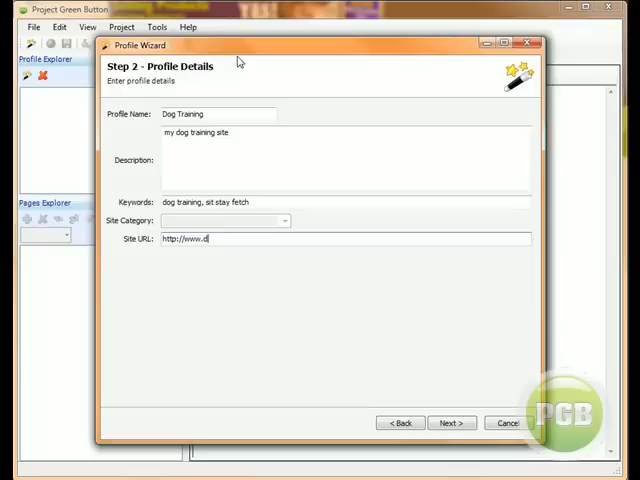 Project Green Button
File Edit View Project Tools Help
Profile Explorer
Pages Explorer
Profile Wizard
Step 2 - Profile Details
Enter profile details
Profile Name: Dog Training
Description: my dog training site
Keywords: dog training, sit stay fetch
Site Category:
Site URL: http://www.d
< Back Next > Cancel
PGB